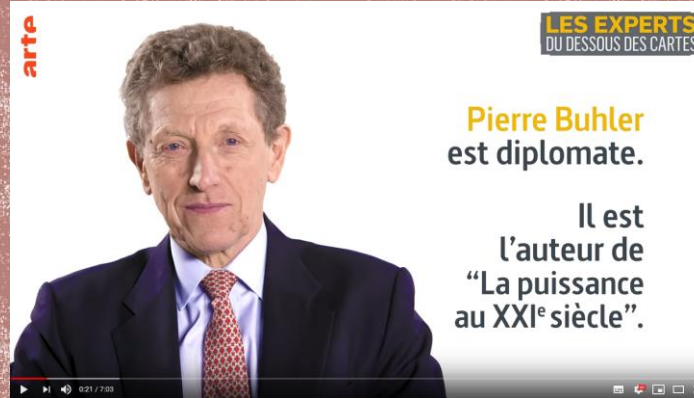 arte
LES EXPERTS
DU DESSOUS DES CARTES
Pierre Buhler
est diplomate.
Il est
l'auteur de
“La puissance
au XXIe siècle”.
0:21 / 7:03